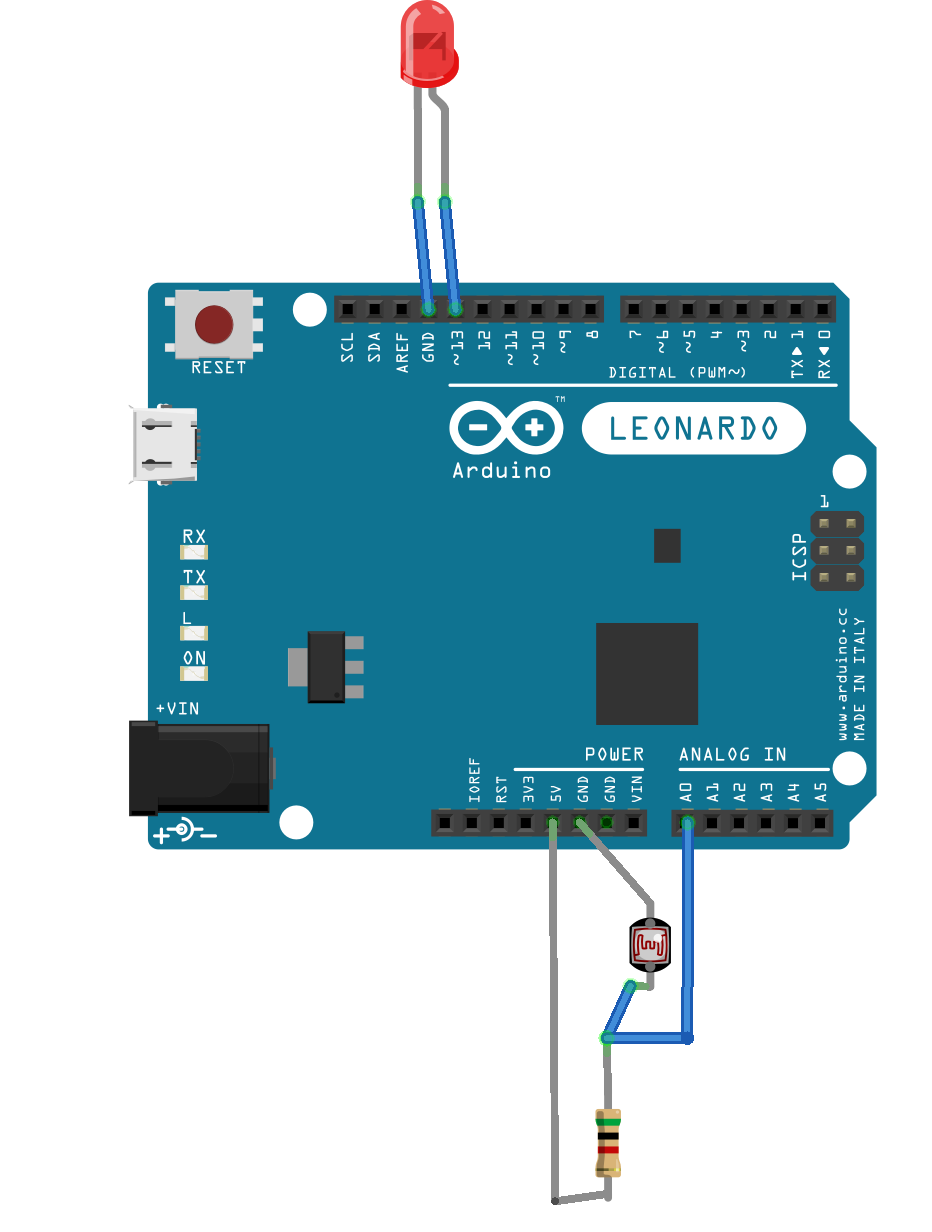 SCL
SDA
AREF
GND
~13
12
~11
~10
~9
8
7
~6
~5
4
~3
2
TX▶1
RX◀0
RESET
DIGITAL (PWM~)
TM
LEONARDO
Arduino
1
ICSP
RX
TX
L
ON
www.arduino.cc
MADE IN ITALY
+VIN
POWER
ANALOG IN
IOREF
RST
3V3
5V
GND
GND
VIN
A0
A1
A2
A3
A4
A5